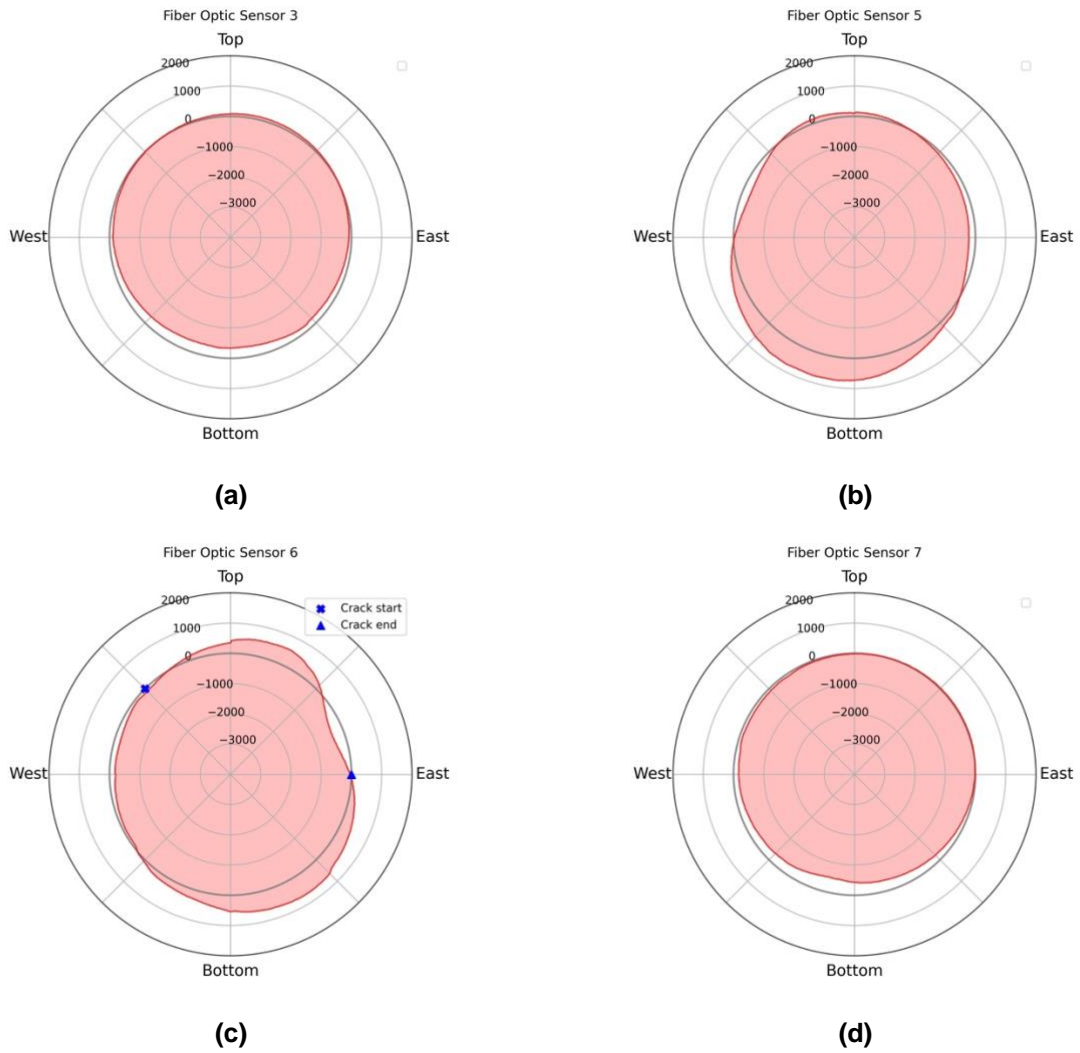 Fiber Optic Sensor 3
Top
2000
1000
0
−1000
−2000
−3000
West
East
Bottom
(a)
Fiber Optic Sensor 5
Top
2000
1000
0
−1000
−2000
−3000
West
East
Bottom
(b)
Fiber Optic Sensor 6
Top
Crack start
Crack end
2000
1000
0
−1000
−2000
−3000
West
East
Bottom
(c)
Fiber Optic Sensor 7
Top
2000
1000
0
−1000
−2000
−3000
West
East
Bottom
(d)